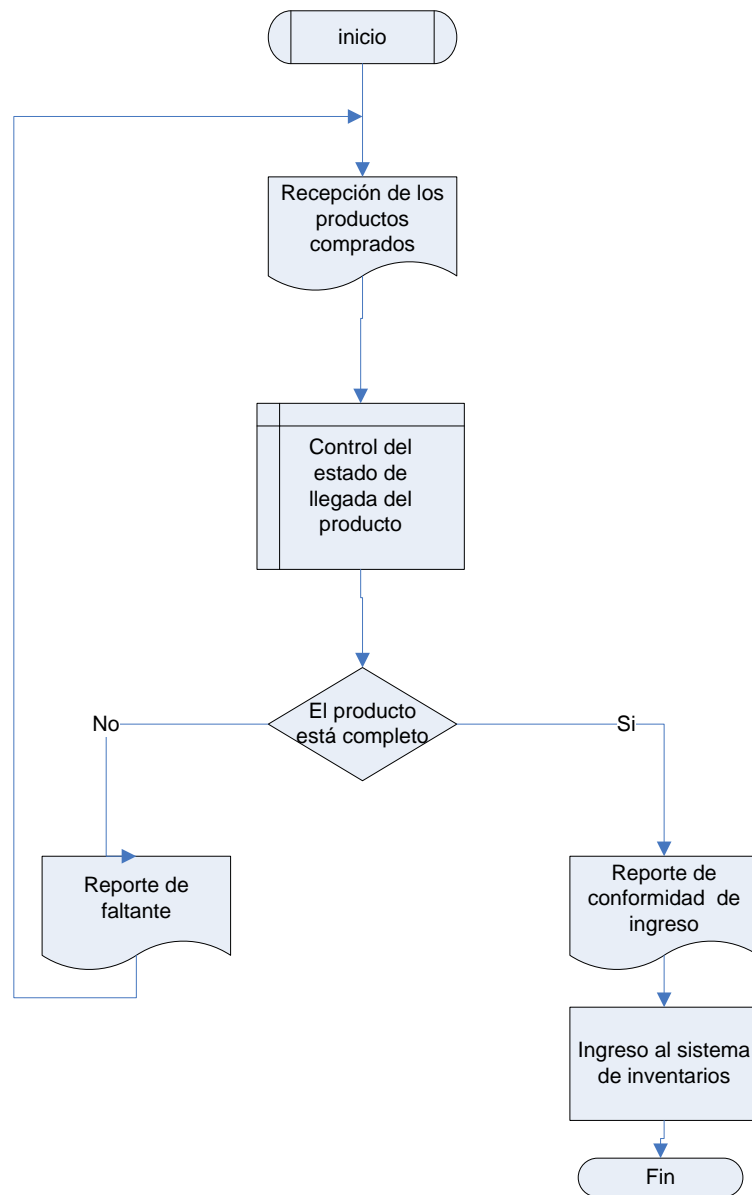 inicio
Recepción de los
productos
comprados
Control del
estado de
llegada del
producto
El producto
está completo
No
Si
Reporte de
faltante
Reporte de
conformidad de
ingreso
Ingreso al sistema
de inventarios
Fin